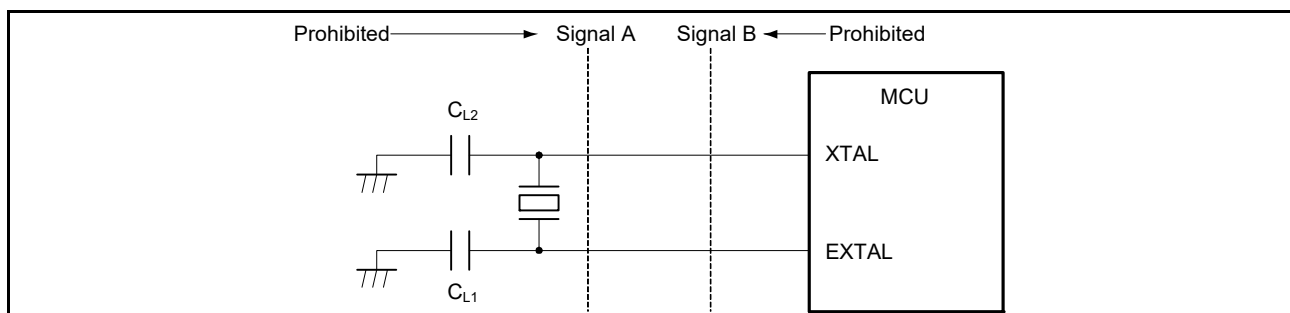 Prohibited Signal A Signal B Prohibited
MCU
CL2
XTAL
EXTAL
CL1